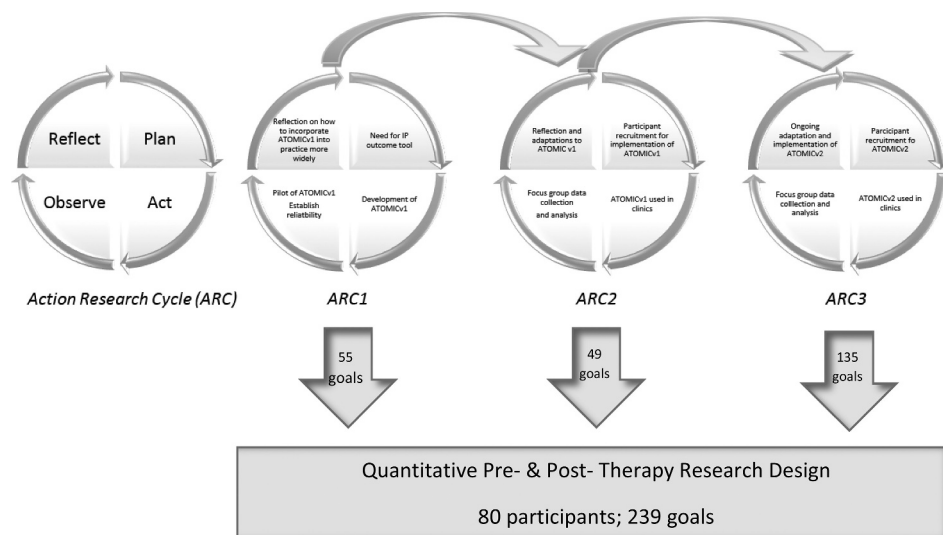 Reflect
Plan
Observe
Act
Action Research Cycle (ARC)
Reflection on how
to incorporate
ATOMICv1 into
practice more
widely
Need for IP
outcome tool
Pilot of ATOMICv1
Establish
reliatbility
Development of
ATOMICv1
ARC1
Reflection and
adaptations to
ATOMIC v1
Participant
recruitment for
implementation of
ATOMICv1
Focus group data
collection
and analysis
ATOMICv1 used in
clinics
ARC2
Ongoing
adaptation and
implementation of
ATOMICv2
Parcicipant
recruitment fo
ATOMICv2
Focus group data
colllection and
analysis
ATOMICv2 used in
clinics
ARC3
55
goals
49
goals
135
goals
Quantitative Pre- & Post- Therapy Research Design
80 participants; 239 goals